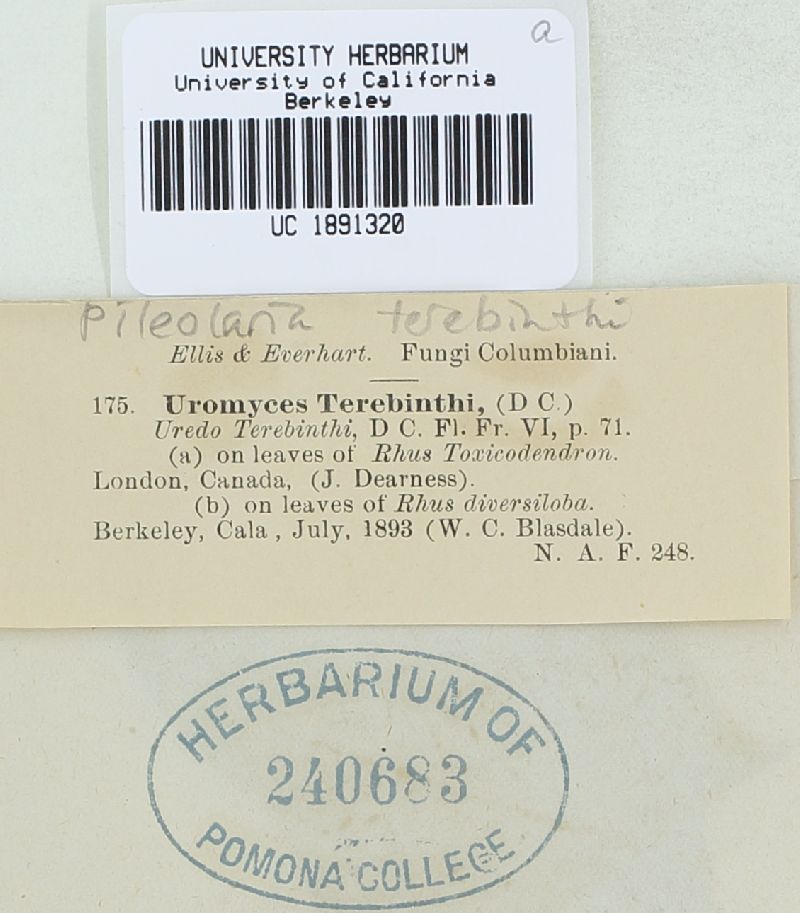 a
UNIVERSITY HERBARIUM
University of California
Berkeley
UC 1891320
Pileolaria terebinthi
Ellis & Everhart. Fungi Columbiani.
175. Uromyces Terebinthi, (D C.)
Uredo Terebinthi, D C. Fl. Fr. VI, p. 71.
(a) on leaves of Rhus Toxicodendron.
London, Canada, (J. Dearness).
(b) on leaves of Rhus diversiloba.
Berkeley, Cala , July, 1893 (W. C. Blasdale).
N. A. F. 248.
HERBARIUM OF
240683
POMONA COLLEGE